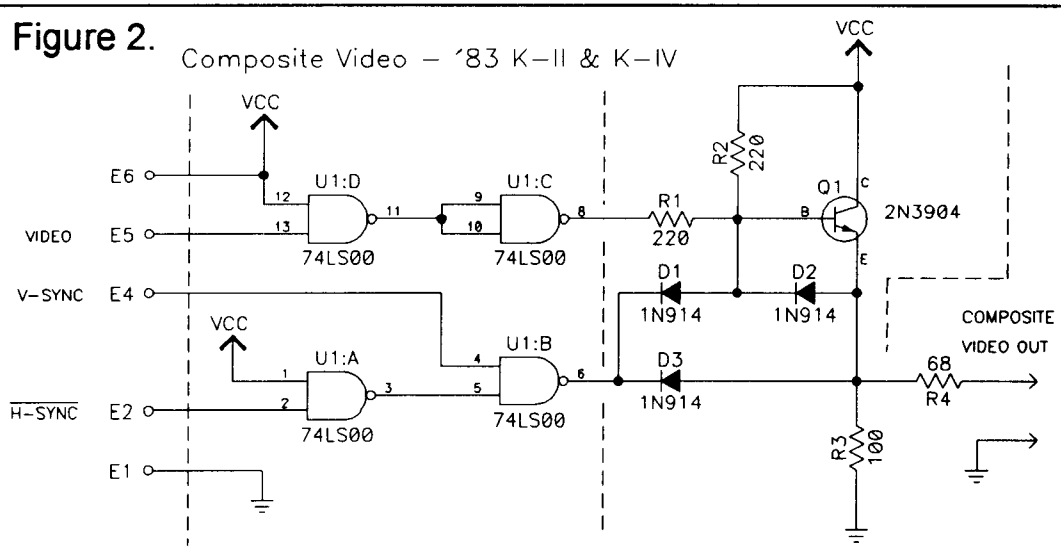 Figure 2.
Composite Video – '83 K-II & K-IV
VCC
VCC
E6
U1:D
12
13
11
74LS00
U1:C
9
10
8
74LS00
R1
220
R2
220
Q1
C
B
E
2N3904
VIDEO E5
V-SYNC E4
D1
1N914
D2
1N914
VCC
U1:A
1
2
3
74LS00
U1:B
4
5
6
74LS00
D3
1N914
COMPOSITE
VIDEO OUT
68
R4
H-SYNC E2
E1
R3
100